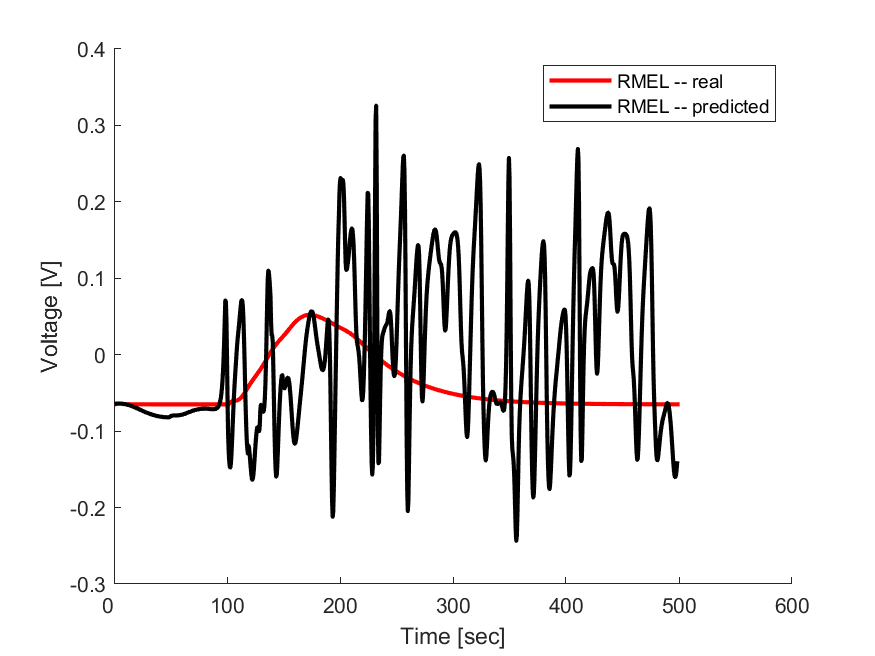 0.4
0.3
0.2
0.1
0
-0.1
-0.2
-0.3
Voltage [V]
RMEL -- real
RMEL -- predicted
0 100 200 300 400 500 600
Time [sec]